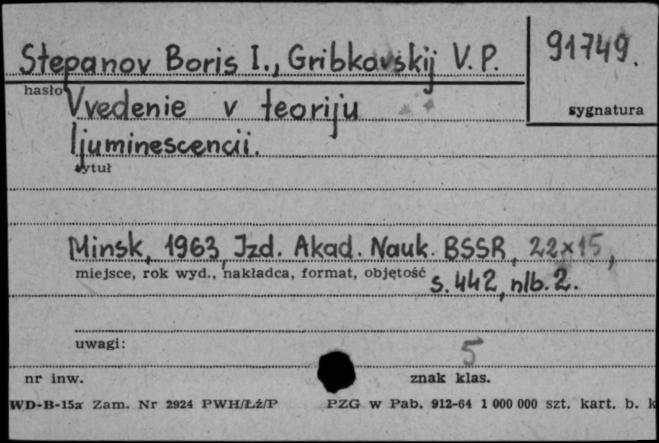 Stepanov Boris I., Gribkovskij V. P.
91749.
hasło
sygnatura
Vvedenie v teoriju
ljuminescencii.
tytuł
Minsk, 1963, Izd. Akad. Nauk. BSSR, 22x15,
miejsce, rok wyd., nakładca, format, objętość
s. 442, nlb. 2.
uwagi:
5
nr inw.
znak klas.
WD-B-15a Zam. Nr 2924 PWH/Łż/P
PZG w Pab. 912-64 1 000 000 szt. kart. b. k